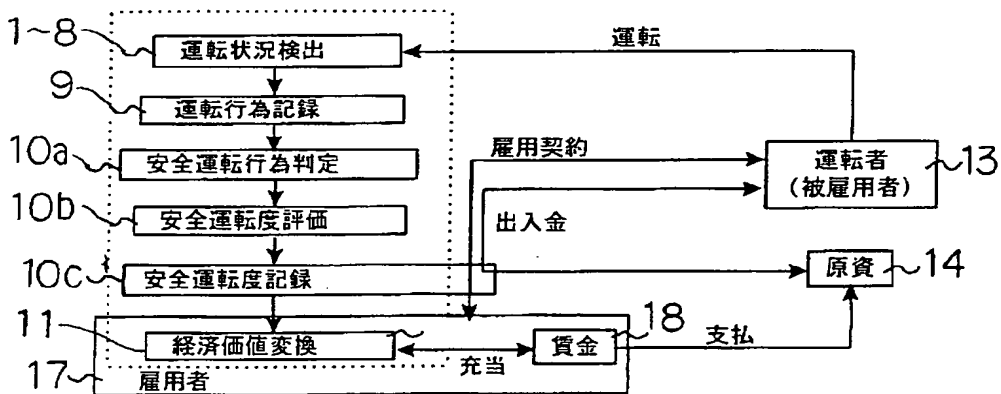 1~8
運転状況検出
運転
9
運転行為記録
10a
安全運転行為判定
雇用契約
運転者
(被雇用者)
13
10b
安全運転度評価
出入金
10c
安全運転度記録
原資
14
11
経済価値変換
充当
賃金
18
支払
17
雇用者